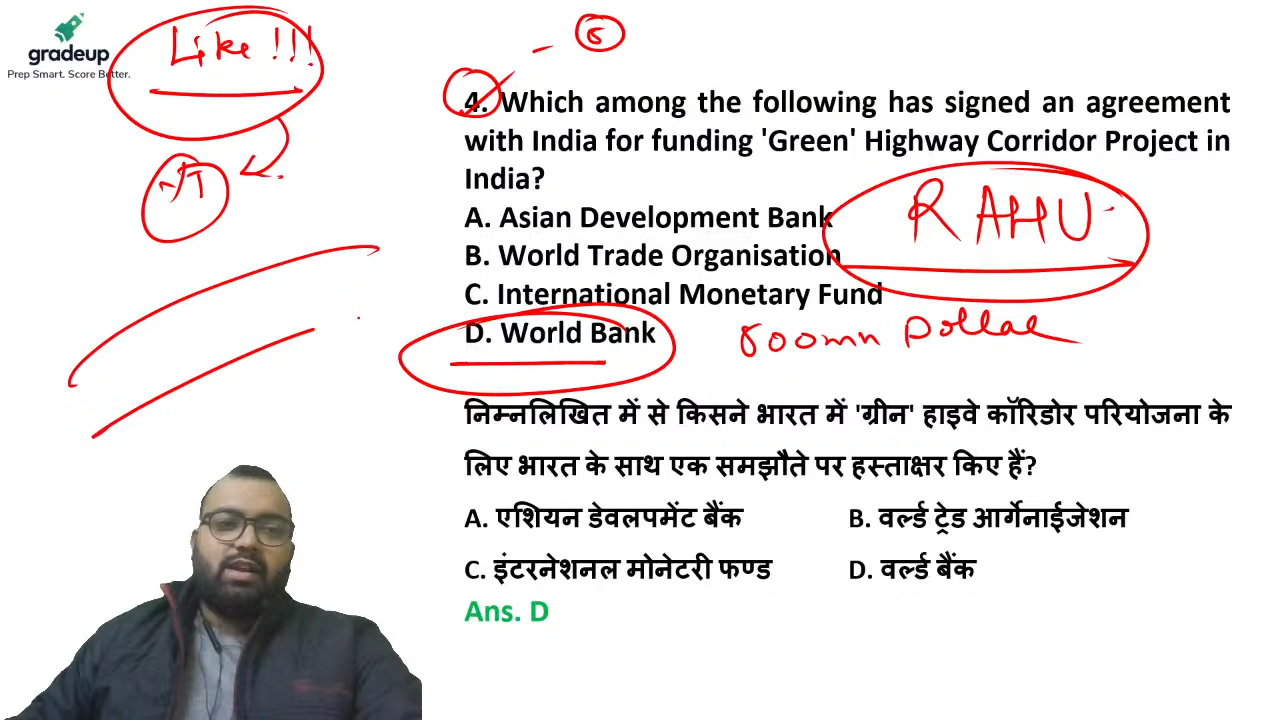 gradeup
Prep Smart. Score Better.
Like !!!
4. Which among the following has signed an agreement
with India for funding 'Green' Highway Corridor Project in
India?
A. Asian Development Bank
B. World Trade Organisation
C. International Monetary Fund
D. World Bank
RAHU
निम्नलिखित में से किसने भारत में 'ग्रीन' हाइवे कॉरिडोर परियोजना के
लिए भारत के साथ एक समझौते पर हस्ताक्षर किए हैं?
A. एशियन डेवलपमेंट बैंक
B. वर्ल्ड ट्रेड आर्गेनाईजेशन
C. इंटरनेशनल मोनेटरी फण्ड
D. वर्ल्ड बैंक
Ans. D